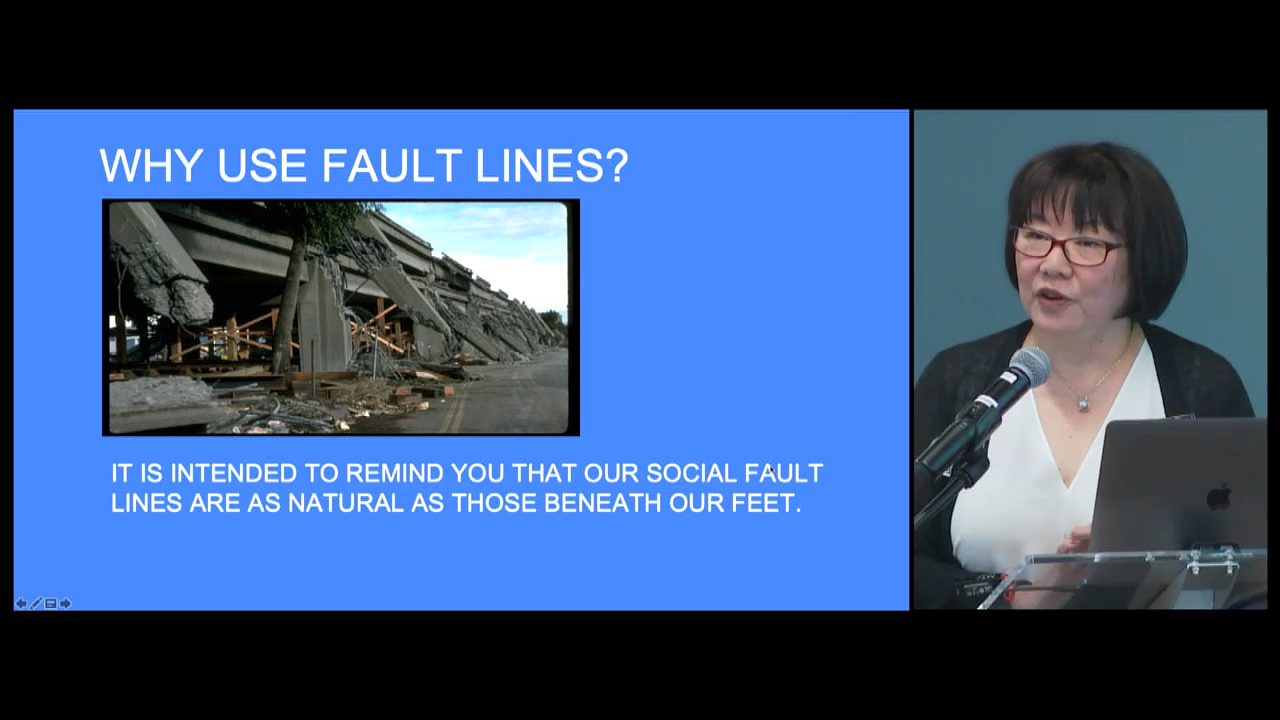 WHY USE FAULT LINES?
IT IS INTENDED TO REMIND YOU THAT OUR SOCIAL FAULT
LINES ARE AS NATURAL AS THOSE BENEATH OUR FEET.